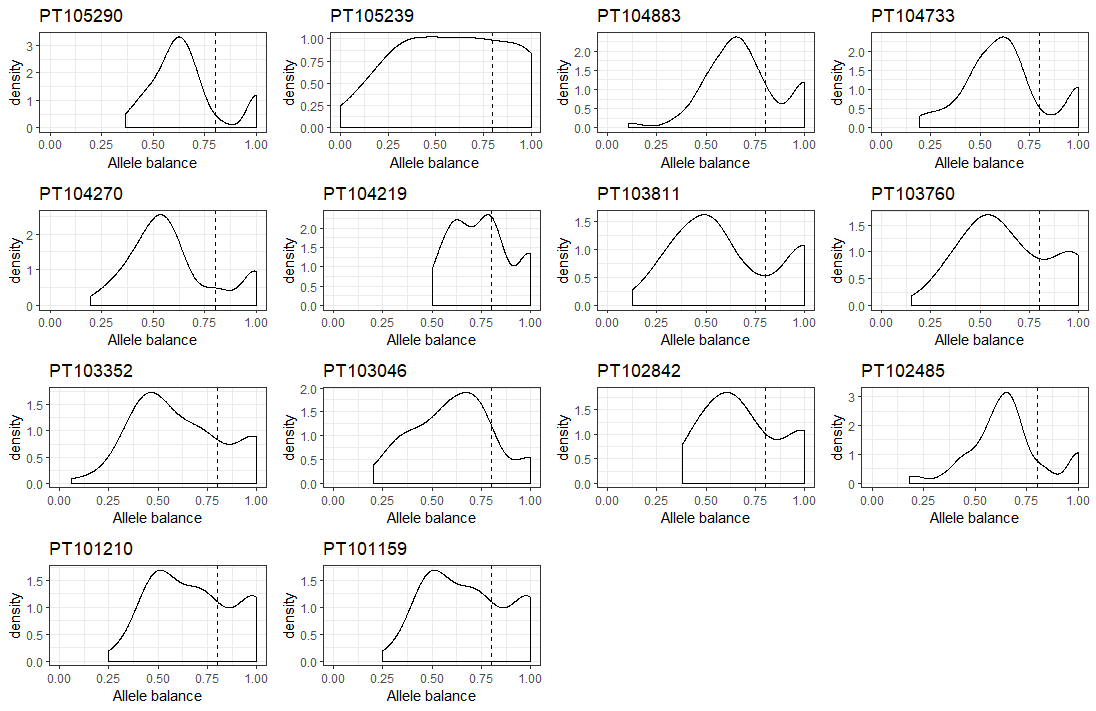 PT105290 PT105239 PT104883 PT104733
density 3 2 1 0 density 1.00 0.75 0.50 0.25 0.00 density 2.0 1.5 1.0 0.5 0.0 density 2.0 1.5 1.0 0.5 0.0
0.00 0.25 0.50 0.75 1.00 0.00 0.25 0.50 0.75 1.00 0.00 0.25 0.50 0.75 1.00 0.00 0.25 0.50 0.75 1.00
Allele balance Allele balance Allele balance Allele balance
PT104270 PT104219 PT103811 PT103760
density 2 1 0 density 2.0 1.5 1.0 0.5 0.0 density 1.5 1.0 0.5 0.0 density 1.5 1.0 0.5 0.0
0.00 0.25 0.50 0.75 1.00 0.00 0.25 0.50 0.75 1.00 0.00 0.25 0.50 0.75 1.00 0.00 0.25 0.50 0.75 1.00
Allele balance Allele balance Allele balance Allele balance
PT103352 PT103046 PT102842 PT102485
density 1.5 1.0 0.5 0.0 density 2.0 1.5 1.0 0.5 0.0 density 1.5 1.0 0.5 0.0 density 3 2 1 0
0.00 0.25 0.50 0.75 1.00 0.00 0.25 0.50 0.75 1.00 0.00 0.25 0.50 0.75 1.00 0.00 0.25 0.50 0.75 1.00
Allele balance Allele balance Allele balance Allele balance
PT101210 PT101159
density 1.5 1.0 0.5 0.0 density 1.5 1.0 0.5 0.0
0.00 0.25 0.50 0.75 1.00 0.00 0.25 0.50 0.75 1.00
Allele balance Allele balance